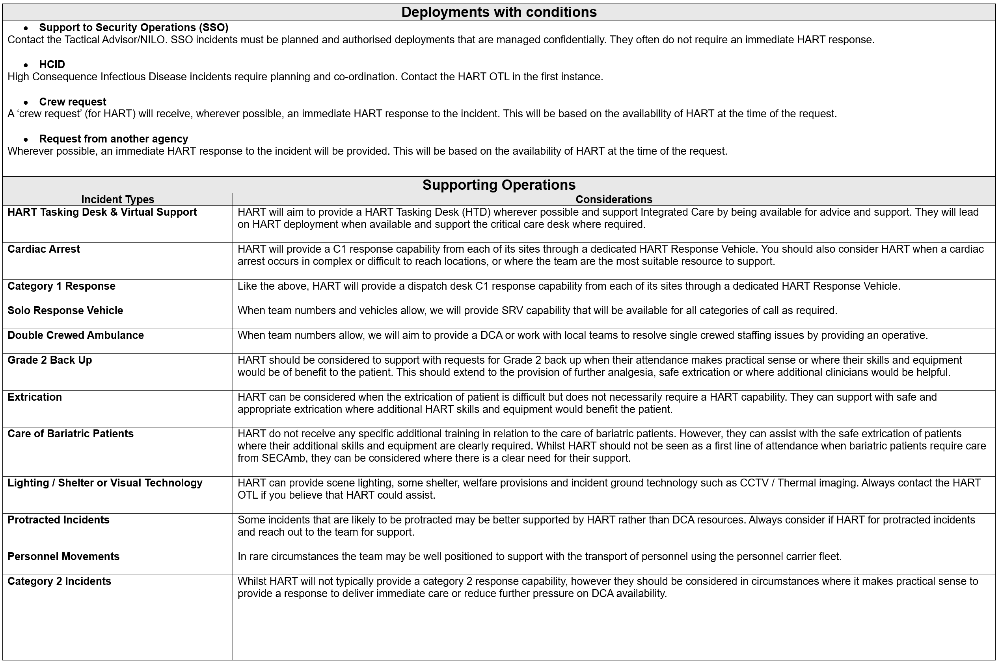 Deployments with conditions
• Support to Security Operations (SSO)
Contact the Tactical Advisor/NILO. SSO incidents must be planned and authorised deployments that are managed confidentially. They often do not require an immediate HART response.
• HCID
High Consequence Infectious Disease incidents require planning and co-ordination. Contact the HART OTL in the first instance.
• Crew request
A ‘crew request’ (for HART) will receive, wherever possible, an immediate HART response to the incident. This will be based on the availability of HART at the time of the request.
• Request from another agency
Wherever possible, an immediate HART response to the incident will be provided. This will be based on the availability of HART at the time of the request.
Supporting Operations
Incident Types
Considerations
HART Tasking Desk & Virtual Support
HART will aim to provide a HART Tasking Desk (HTD) wherever possible and support Integrated Care by being available for advice and support. They will lead
on HART deployment when available and support the critical care desk where required.
Cardiac Arrest
HART will provide a C1 response capability from each of its sites through a dedicated HART Response Vehicle. You should also consider HART when a cardiac
arrest occurs in complex or difficult to reach locations, or where the team are the most suitable resource to support.
Category 1 Response
Like the above, HART will provide a dispatch desk C1 response capability from each of its sites through a dedicated HART Response Vehicle.
Solo Response Vehicle
When team numbers and vehicles allow, we will provide SRV capability that will be available for all categories of call as required.
Double Crewed Ambulance
When team numbers allow, we will aim to provide a DCA or work with local teams to resolve single crewed staffing issues by providing an operative.
Grade 2 Back Up
HART should be considered to support with requests for Grade 2 back up when their attendance makes practical sense or where their skills and equipment
would be of benefit to the patient. This should extend to the provision of further analgesia, safe extrication or where additional clinicians would be helpful.
Extrication
HART can be considered when the extrication of patient is difficult but does not necessarily require a HART capability. They can support with safe and
appropriate extrication where additional HART skills and equipment would benefit the patient.
Care of Bariatric Patients
HART do not receive any specific additional training in relation to the care of bariatric patients. However, they can assist with the safe extrication of patients
where their additional skills and equipment are clearly required. Whilst HART should not be seen as a first line of attendance when bariatric patients require care
from SECAmb, they can be considered where there is a clear need for their support.
Lighting / Shelter or Visual Technology
HART can provide scene lighting, some shelter, welfare provisions and incident ground technology such as CCTV / Thermal imaging. Always contact the HART
OTL if you believe that HART could assist.
Protracted Incidents
Some incidents that are likely to be protracted may be better supported by HART rather than DCA resources. Always consider if HART for protracted incidents
and reach out to the team for support.
Personnel Movements
In rare circumstances the team may be well positioned to support with the transport of personnel using the personnel carrier fleet.
Category 2 Incidents
Whilst HART will not typically provide a category 2 response capability, however they should be considered in circumstances where it makes practical sense to
provide a response to deliver immediate care or reduce further pressure on DCA availability.